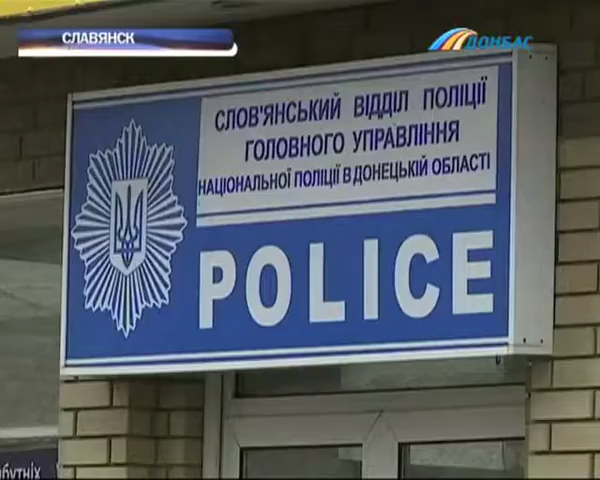 СЛАВЯНСК
ДОНБАС
СЛОВ'ЯНСЬКИЙ ВІДДІЛ ПОЛІЦІЇ
ГОЛОВНОГО УПРАВЛІННЯ
НАЦІОНАЛЬНОЇ ПОЛІЦІЇ В ДОНЕЦЬКІЙ ОБЛАСТІ
POLICE